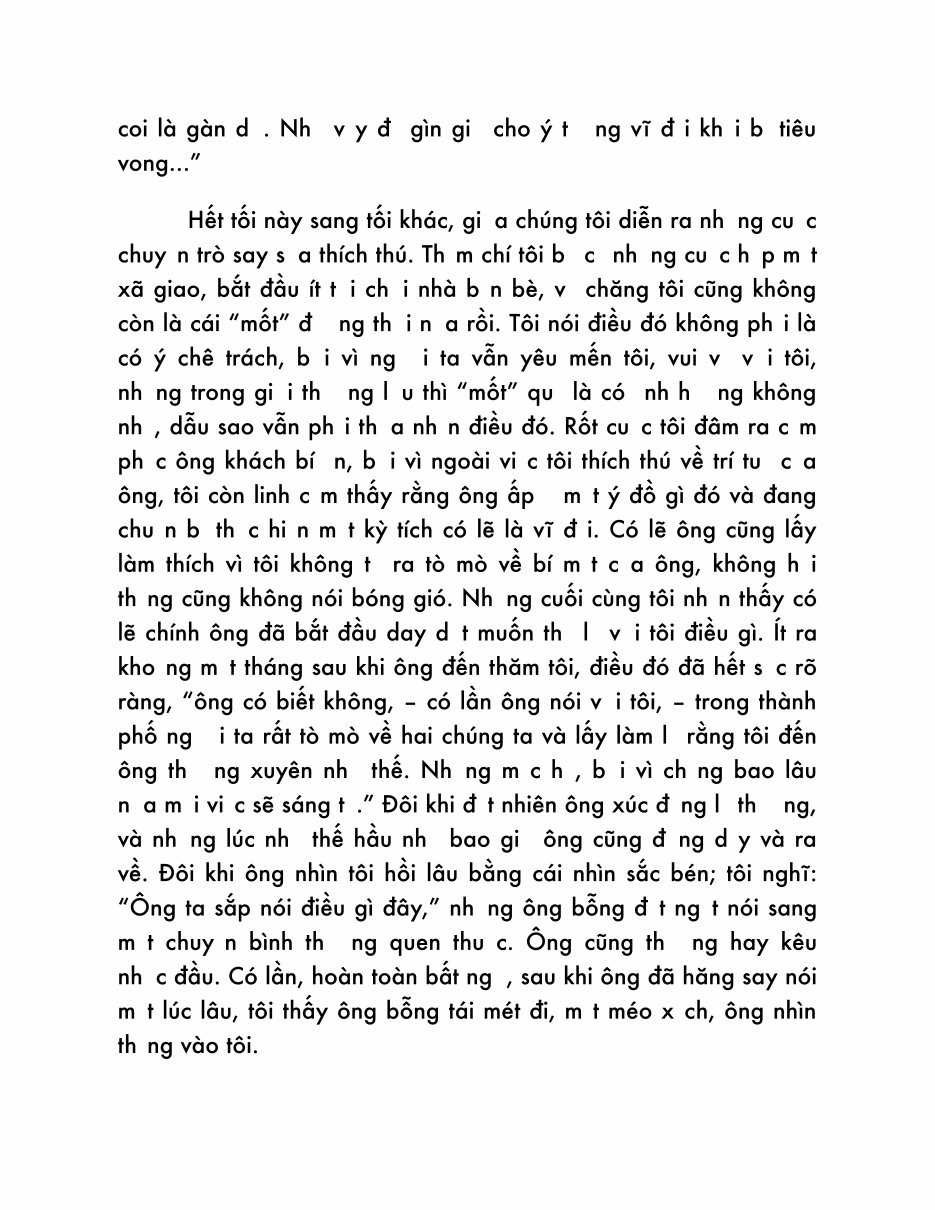 coi là gàn d . Nh v y đ gìn gi cho ý t ng vĩ đ i kh i b tiêu
vong...”
Hết tối này sang tối khác, gi a chúng tôi diễn ra nh ng cu c
chuy n trò say s a thích thú. Th m chí tôi b c nh ng cu c h p m t
xã giao, bắt đầu ít t i ch i nhà b n bè, v chăng tôi cũng không
còn là cái “mốt” đ ng th i n a rồi. Tôi nói điều đó không ph i là
có ý chê trách, b i vì ng i ta vẫn yêu mến tôi, vui v v i tôi,
nh ng trong gi i th ng l u thì “mốt” qu là có nh h ng không
nh , dẫu sao vẫn ph i th a nh n điều đó. Rốt cu c tôi đâm ra c m
ph c ông khách bí n, b i vì ngoài vi c tôi thích thú về trí tu c a
ông, tôi còn linh c m thấy rằng ông ấp m t ý đồ gì đó và đang
chu n b th c hi n m t kỳ tích có lẽ là vĩ đ i. Có lẽ ông cũng lấy
làm thích vì tôi không t ra tò mò về bí m t c a ông, không h i
th ng cũng không nói bóng gió. Nh ng cuối cùng tôi nh n thấy có
lẽ chính ông đã bắt đầu day d t muốn th l v i tôi điều gì. Ít ra
kho ng m t tháng sau khi ông đến thăm tôi, điều đó đã hết s c rõ
ràng, “ông có biết không, – có lần ông nói v i tôi, – trong thành
phố ng i ta rất tò mò về hai chúng ta và lấy làm l rằng tôi đến
ông th ng xuyên nh thế. Nh ng m c h , b i vì ch ng bao lâu
n a m i vi c sẽ sáng t .” Đôi khi đ t nhiên ông xúc đ ng l th ng,
và nh ng lúc nh thế hầu nh bao gi ông cũng đ ng d y và ra
về. Đôi khi ông nhìn tôi hồi lâu bằng cái nhìn sắc bén; tôi nghĩ:
“Ông ta sắp nói điều gì đây,” nh ng ông bỗng đ t ng t nói sang
m t chuy n bình th ng quen thu c. Ông cũng th ng hay kêu
nh c đầu. Có lần, hoàn toàn bất ng , sau khi ông đã hăng say nói
m t lúc lâu, tôi thấy ông bỗng tái mét đi, m t méo x ch, ông nhìn
th ng vào tôi.